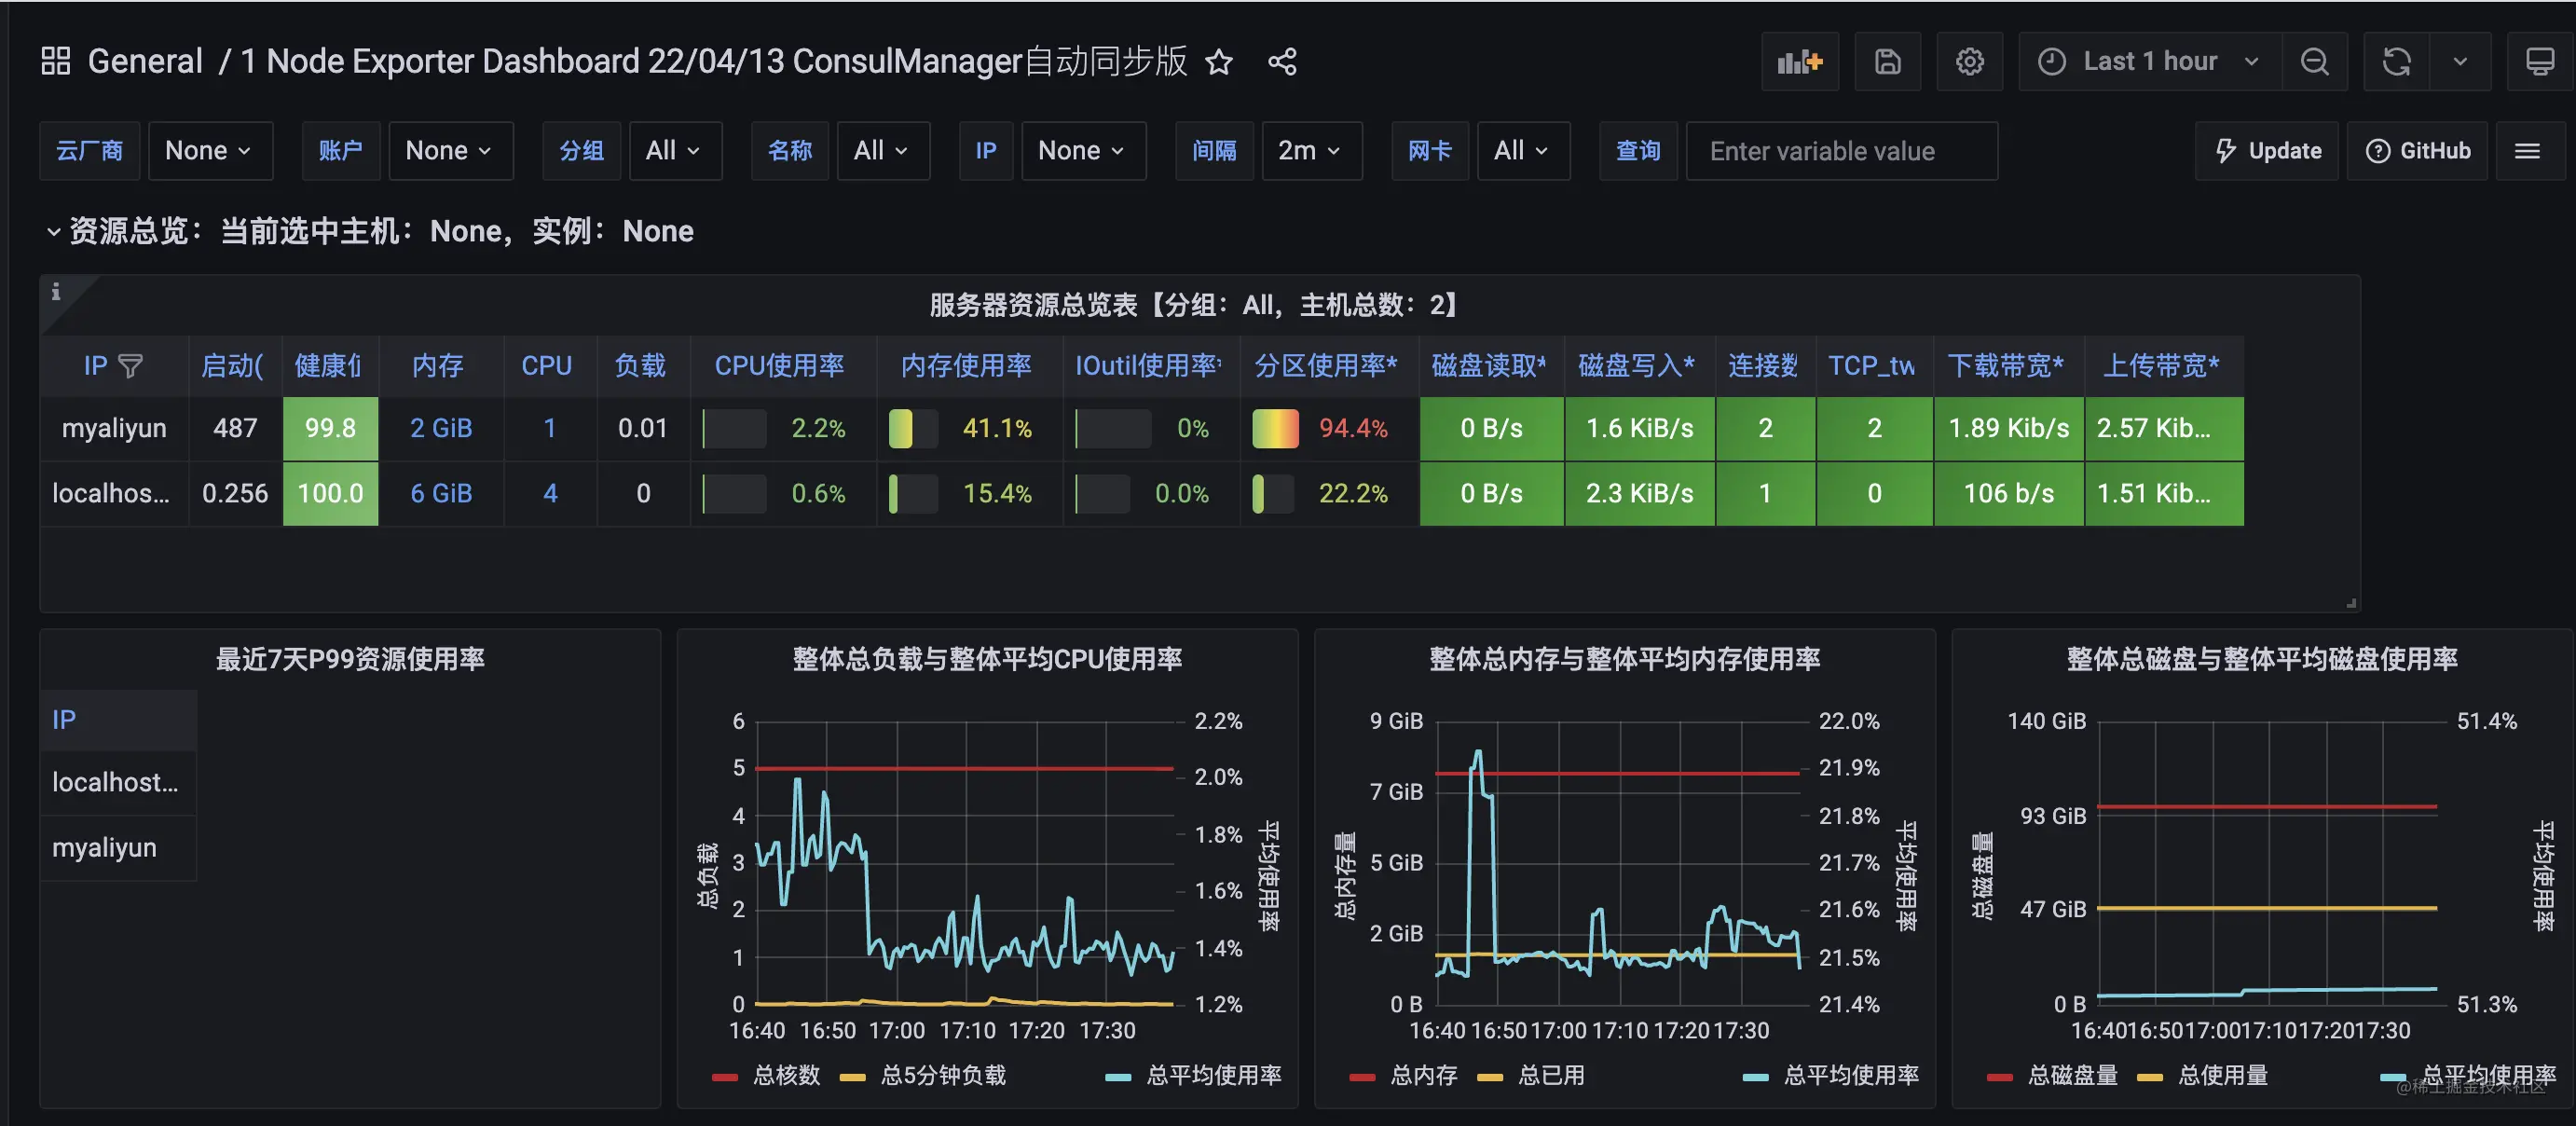 General / 1 Node Exporter Dashboard 22/04/13 ConsulManager自动同步版
Last 1 hour
云厂商 None 账户 None 分组 All 名称 All IP None 间隔 2m 网卡 All 查询 Enter variable value Update GitHub
资源总览：当前选中主机：None，实例：None
服务器资源总览表【分组：All，主机总数：2】
IP 启动( 健康 内存 CPU 负载 CPU使用率 内存使用率 IOutil使用率* 分区使用率* 磁盘读取* 磁盘写入* 连接数 TCP_tw 下载带宽* 上传带宽*
myaliyun 487 99.8 2 GiB 1 0.01 2.2% 41.1% 0% 94.4% 0 B/s 1.6 KiB/s 2 2 1.89 Kib/s 2.57 Kib...
localhos... 0.256 100.0 6 GiB 4 0 0.6% 15.4% 0.0% 22.2% 0 B/s 2.3 KiB/s 1 0 106 b/s 1.51 Kib...
最近7天P99资源使用率
IP
localhost...
myaliyun
整体总负载与整体平均CPU使用率
6
5
4
3
2
1
0
总负载
2.2%
2.0%
1.8%
1.6%
1.4%
1.2%
平均使用率
16:40 16:50 17:00 17:10 17:20 17:30
总核数 总5分钟负载 总平均使用率
整体总内存与整体平均内存使用率
9 GiB
7 GiB
5 GiB
2 GiB
0 B
总内存量
22.0%
21.9%
21.8%
21.7%
21.6%
21.5%
21.4%
平均使用率
16:40 16:50 17:00 17:10 17:20 17:30
总内存 总已用 总平均使用率
整体总磁盘与整体平均磁盘使用率
140 GiB
93 GiB
47 GiB
0 B
总磁盘量
51.4%
51.3%
平均使用率
16:40 16:50 17:00 17:10 17:20 17:30
总磁盘量 总使用量 总平均使用率
@稀土掘金技术社区